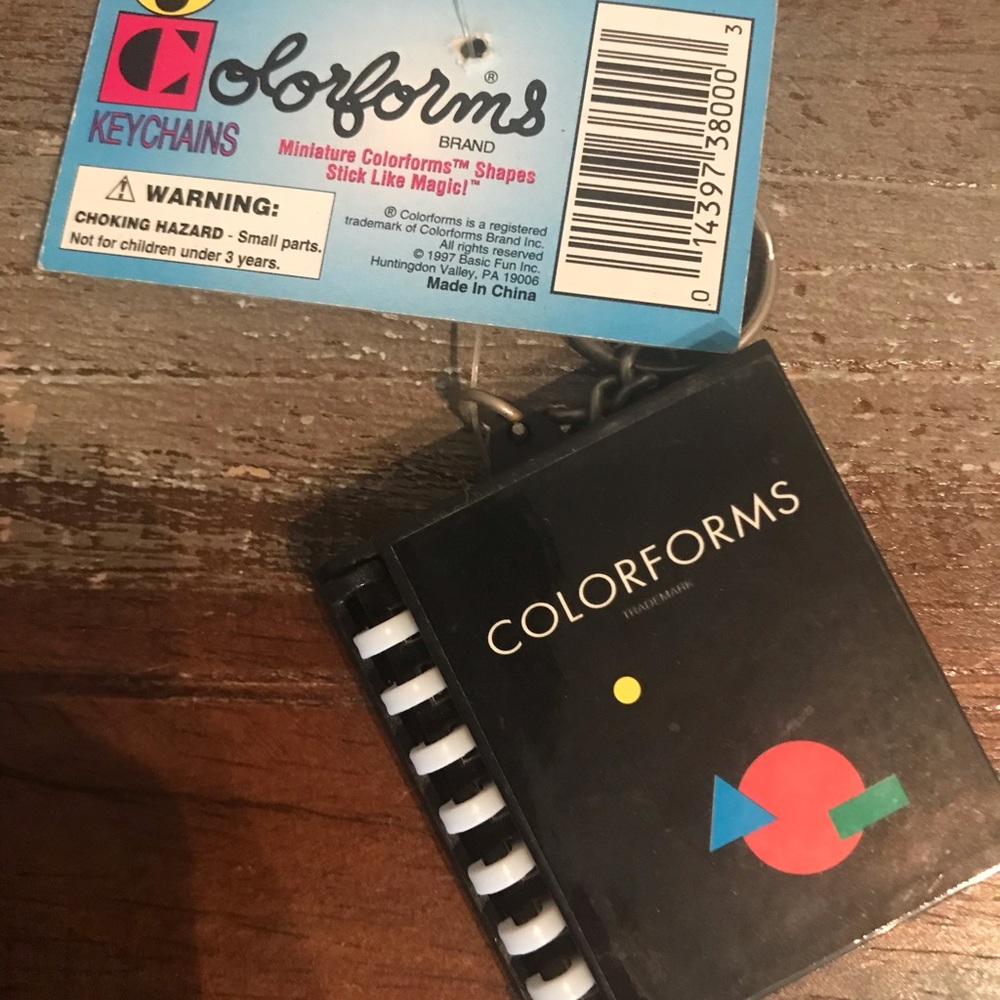 Colorforms®
BRAND
KEYCHAINS
Miniature Colorforms™ Shapes
Stick Like Magic!™
⚠ WARNING:
CHOKING HAZARD - Small parts.
Not for children under 3 years.
® Colorforms is a registered
trademark of Colorforms Brand Inc.
All rights reserved
© 1997 Basic Fun Inc.
Huntingdon Valley, PA 19006
Made In China
0 14397 38000 3
COLORFORMS
TRADEMARK